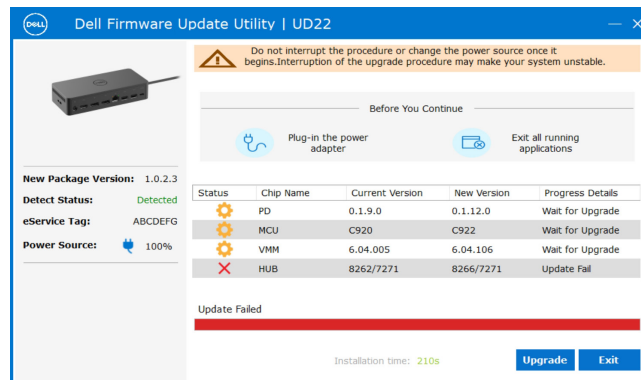 DELL
Dell Firmware Update Utility | UD22
Do not interrupt the procedure or change the power source once it
begins.Interruption of the upgrade procedure may make your system unstable.
Before You Continue
Plug-in the power
adapter
Exit all running
applications
New Package Version: 1.0.2.3
Detect Status: Detected
eService Tag: ABCDEFG
Power Source: 100%
Status Chip Name Current Version New Version Progress Details
PD 0.1.9.0 0.1.12.0 Wait for Upgrade
MCU C920 C922 Wait for Upgrade
VMM 6.04.005 6.04.106 Wait for Upgrade
HUB 8262/7271 8266/7271 Update Fail
Update Failed
Installation time: 210s
Upgrade Exit